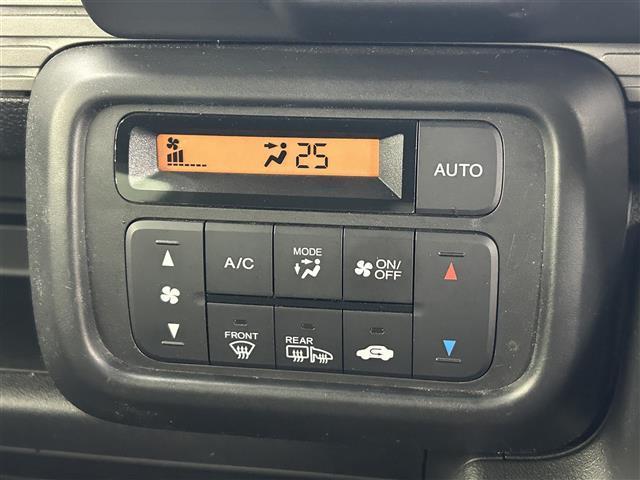 25
AUTO
A/C
MODE
ON/
OFF
FRONT
REAR